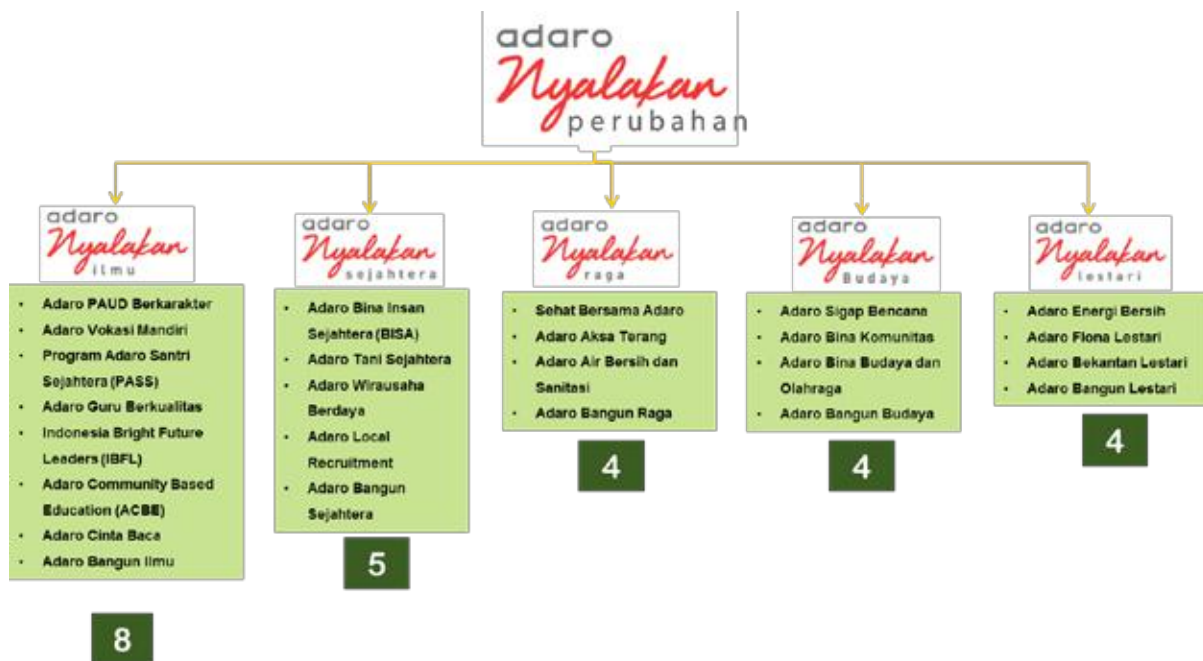 adaro
Nyalakan
perubahan
adaro
Nyalakan
ilmu
• Adaro PAUD Berkarakter
• Adaro Vokasi Mandiri
• Program Adaro Santri
Sejahtera (PASS)
• Adaro Guru Berkualitas
• Indonesia Bright Future
Leaders (IBFL)
• Adaro Community Based
Education (ACBE)
• Adaro Cinta Baca
• Adaro Bangun Ilmu
8
adaro
Nyalakan
sejahtera
• Adaro Bina Insan
Sejahtera (BISA)
• Adaro Tani Sejahtera
• Adaro Wirausaha
Berdaya
• Adaro Local
Recruitment
• Adaro Bangun
Sejahtera
5
adaro
Nyalakan
raga
• Sehat Bersama Adaro
• Adaro Aksa Terang
• Adaro Air Bersih dan
Sanitasi
• Adaro Bangun Raga
4
adaro
Nyalakan
Budaya
• Adaro Sigap Bencana
• Adaro Bina Komunitas
• Adaro Bina Budaya dan
Olahraga
• Adaro Bangun Budaya
4
adaro
Nyalakan
lestari
• Adaro Energi Bersih
• Adaro Flona Lestari
• Adaro Bekantan Lestari
• Adaro Bangun Lestari
4